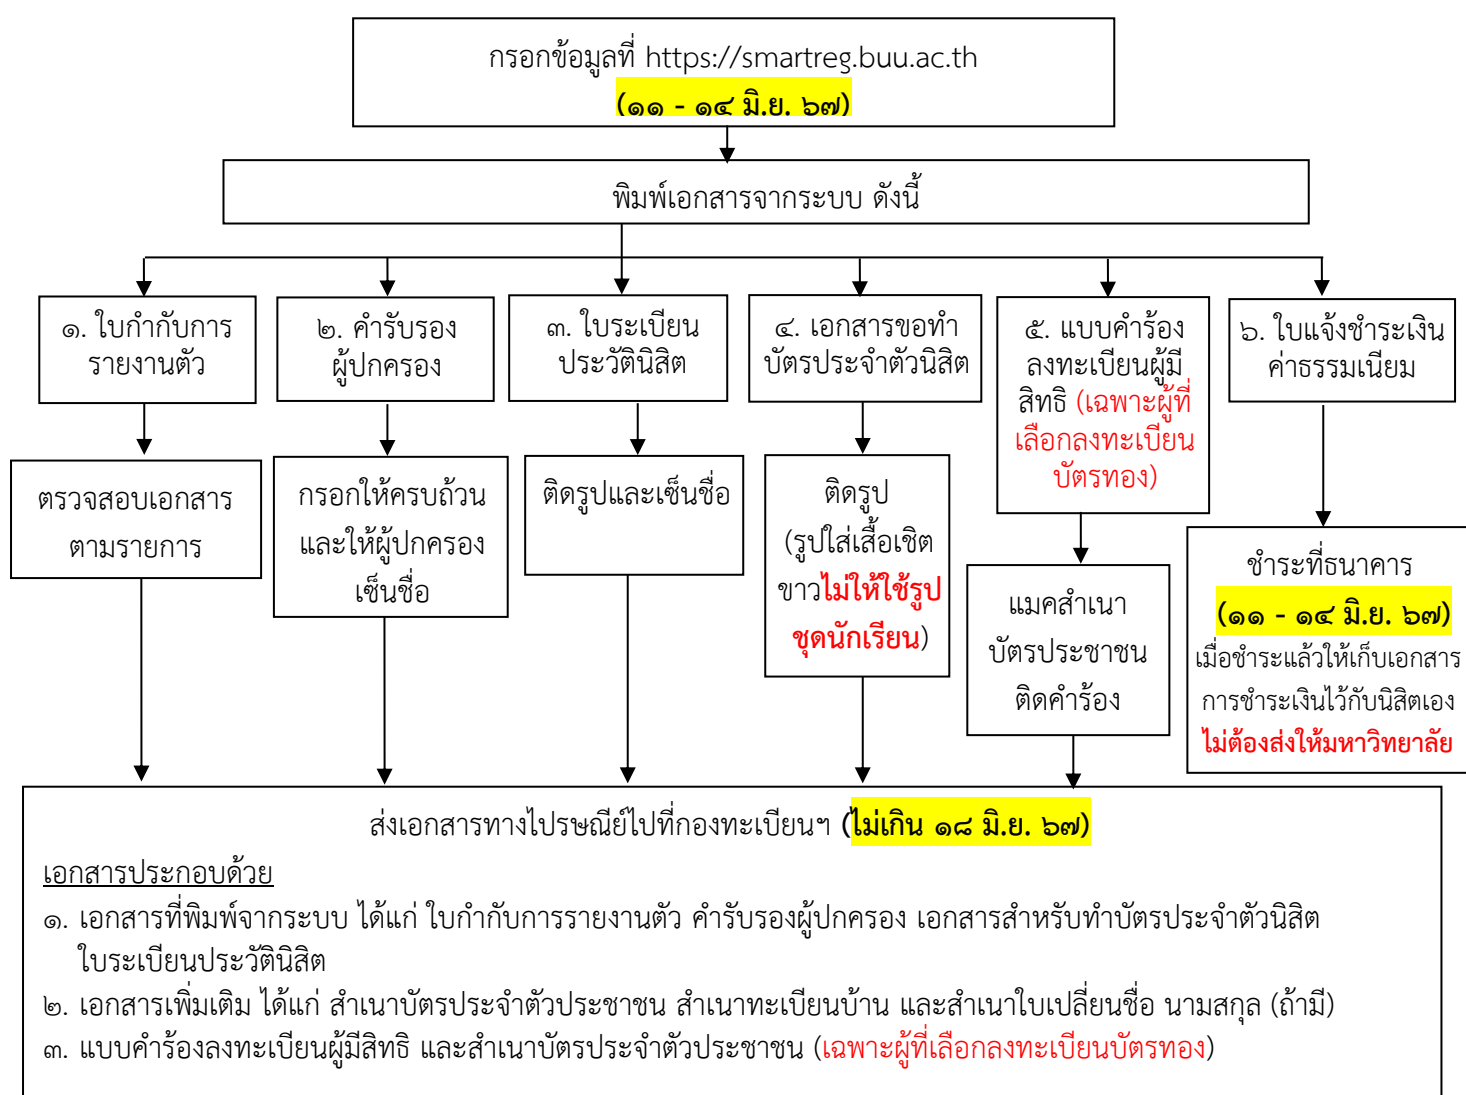 กรอกข้อมูลที่ https://smartreg.buu.ac.th
(๑๑ - ๑๔ มิ.ย. ๖๗)
พิมพ์เอกสารจากระบบ ดังนี้
๑. ใบกำกับการ
รายงานตัว
๒. คำรับรอง
ผู้ปกครอง
๓. ใบระเบียน
ประวัตินิสิต
๔. เอกสารขอทำ
บัตรประจำตัวนิสิต
๕. แบบคำร้อง
ลงทะเบียนผู้มี
สิทธิ (เฉพาะผู้ที่
เลือกลงทะเบียน
บัตรทอง)
๖. ใบแจ้งชำระเงิน
ค่าธรรมเนียม
ตรวจสอบเอกสาร
ตามรายการ
กรอกให้ครบถ้วน
และให้ผู้ปกครอง
เซ็นชื่อ
ติดรูปและเซ็นชื่อ
ติดรูป
(รูปใส่เสื้อเชิต
ขาวไม่ให้ใช้รูป
ชุดนักเรียน)
แมคสำเนา
บัตรประชาชน
ติดคำร้อง
ชำระที่ธนาคาร
(๑๑ - ๑๔ มิ.ย. ๖๗)
เมื่อชำระแล้วให้เก็บเอกสาร
การชำระเงินไว้กับนิสิตเอง
ไม่ต้องส่งให้มหาวิทยาลัย
ส่งเอกสารทางไปรษณีย์ไปที่กองทะเบียนฯ (ไม่เกิน ๑๘ มิ.ย. ๖๗)
เอกสารประกอบด้วย
๑. เอกสารที่พิมพ์จากระบบ ได้แก่ ใบกำกับการรายงานตัว คำรับรองผู้ปกครอง เอกสารสำหรับทำบัตรประจำตัวนิสิต
ใบระเบียนประวัตินิสิต
๒. เอกสารเพิ่มเติม ได้แก่ สำเนาบัตรประจำตัวประชาชน สำเนาทะเบียนบ้าน และสำเนาใบเปลี่ยนชื่อ นามสกุล (ถ้ามี)
๓. แบบคำร้องลงทะเบียนผู้มีสิทธิ และสำเนาบัตรประจำตัวประชาชน (เฉพาะผู้ที่เลือกลงทะเบียนบัตรทอง)